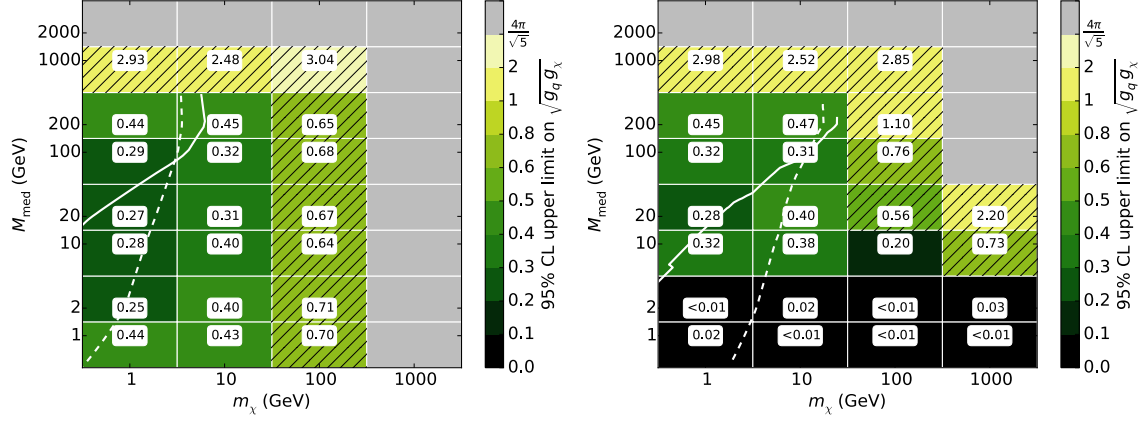 2000
1000
200
100
20
10
2
1
M_med (GeV)
2.93 2.48 3.04
0.44 0.45 0.65
0.29 0.32 0.68
0.27 0.31 0.67
0.28 0.40 0.64
0.25 0.40 0.71
0.44 0.43 0.70
1 10 100 1000
m_χ (GeV)
4π/√5
2
1
0.8
0.6
0.5
0.4
0.3
0.2
0.1
0.0
95% CL upper limit on √g_q g_χ
2000
1000
200
100
20
10
2
1
M_med (GeV)
2.98 2.52 2.85
0.45 0.47 1.10
0.32 0.31 0.76
0.28 0.40 0.56 2.20
0.32 0.38 0.20 0.73
<0.01 0.02 <0.01 0.03
0.02 <0.01 <0.01 <0.01
1 10 100 1000
m_χ (GeV)
4π/√5
2
1
0.8
0.6
0.5
0.4
0.3
0.2
0.1
0.0
95% CL upper limit on √g_q g_χ